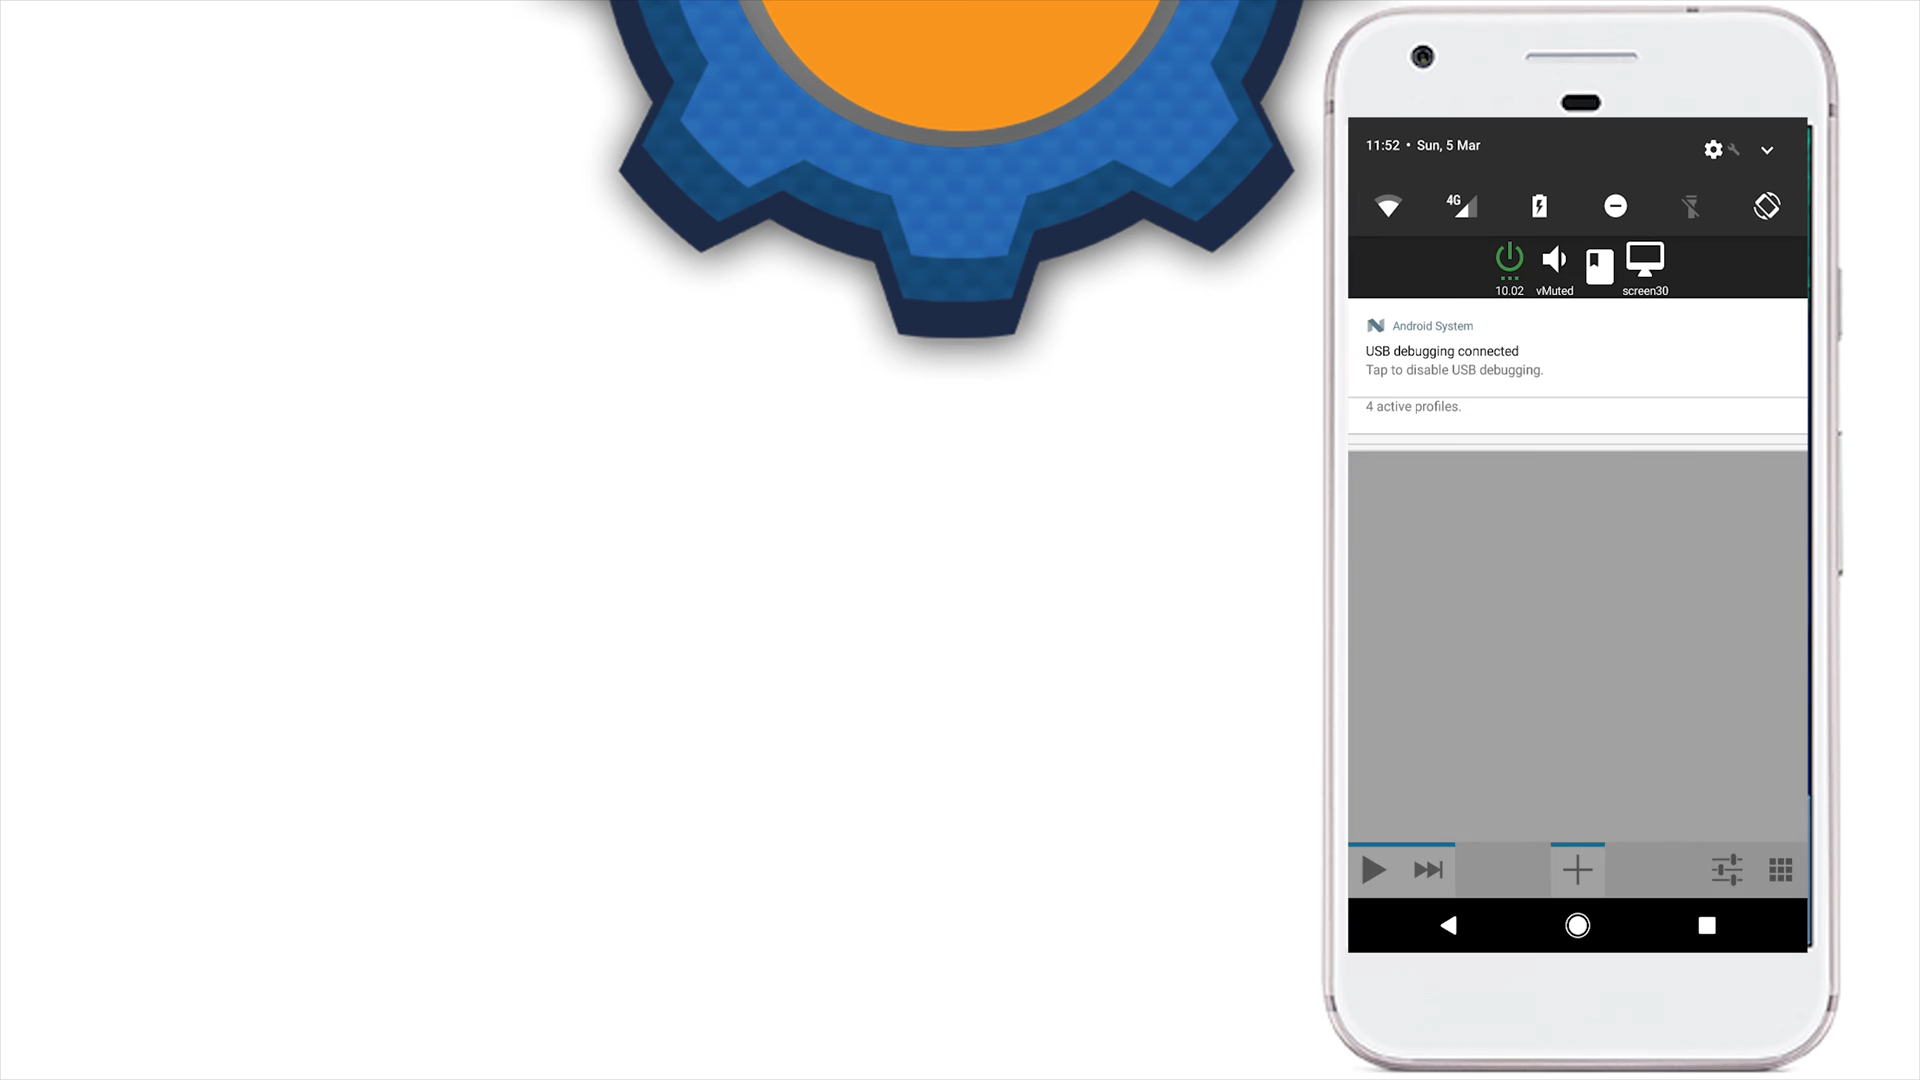 11:52 • Sun, 5 Mar
4G
10.02 vMuted screen30
Android System
USB debugging connected
Tap to disable USB debugging.
4 active profiles.